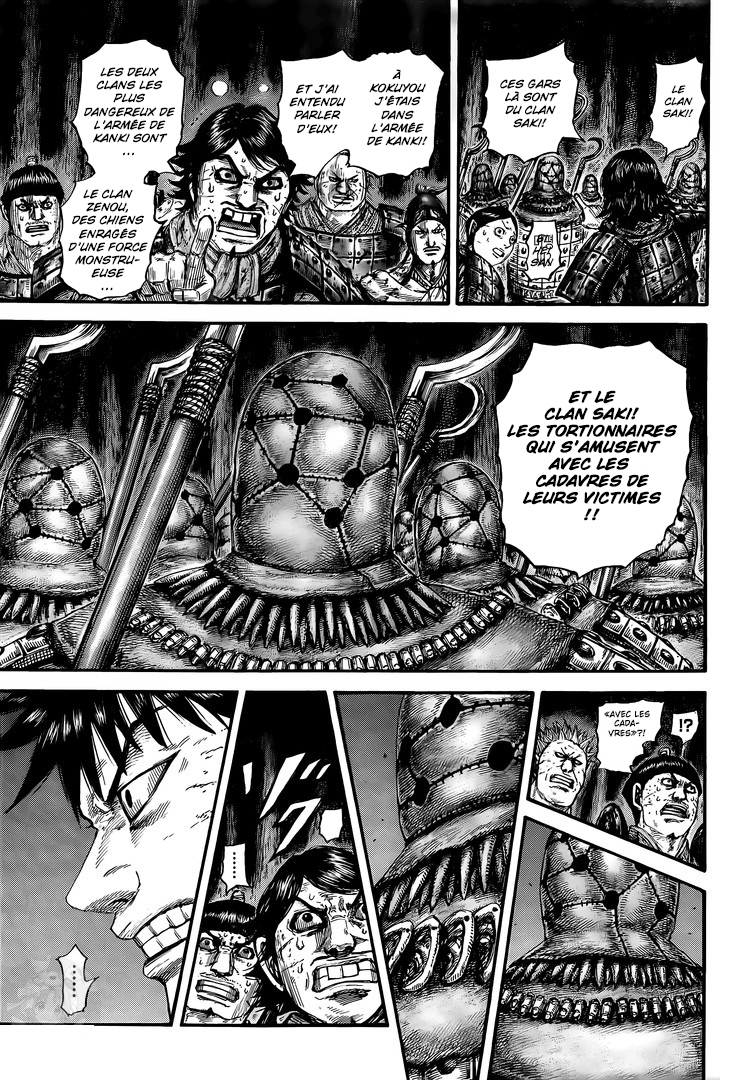 LE
CLAN
SAKI!!
CES GARS
LÀ SONT
DU CLAN
SAKI!!
À
KOKUYOU
J'ÉTAIS
DANS
L'ARMÉE
DE KANKI!
ET J'AI
ENTENDU
PARLER
D'EUX!
LES DEUX
CLANS LES
PLUS
DANGEREUX DE
L'ARMÉE DE
KANKI SONT
...
LE CLAN
ZENOU,
DES CHIENS
ENRAGÉS
D'UNE FORCE
MONSTRU-
EUSE
...
ET LE
CLAN SAKI!
LES TORTIONNAIRES
QUI S'AMUSENT
AVEC LES
CADAVRES DE
LEURS VICTIMES
!!
!?
«AVEC LES
CADA-
VRES»?!
......
......